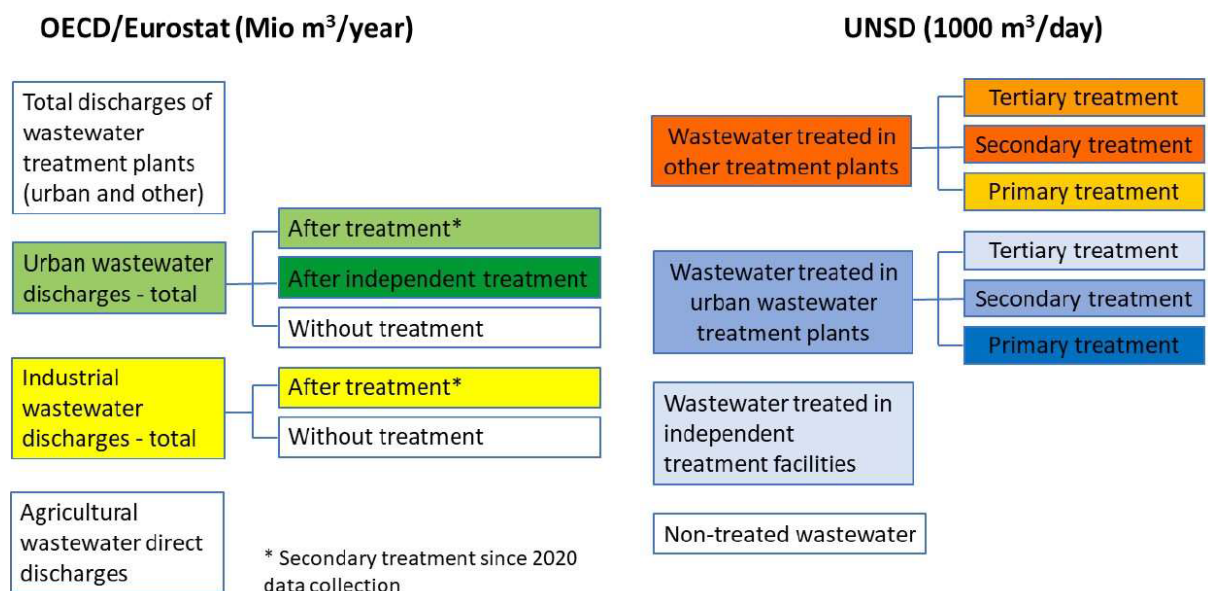 OECD/Eurostat (Mio m³/year)
Total discharges of
wastewater
treatment plants
(urban and other)
Urban wastewater
discharges - total
After treatment*
After independent treatment
Without treatment
Industrial
wastewater
discharges - total
After treatment*
Without treatment
Agricultural
wastewater direct
discharges
* Secondary treatment since 2020
data collection
UNSD (1000 m³/day)
Wastewater treated in
other treatment plants
Tertiary treatment
Secondary treatment
Primary treatment
Wastewater treated in
urban wastewater
treatment plants
Tertiary treatment
Secondary treatment
Primary treatment
Wastewater treated in
independent
treatment facilities
Non-treated wastewater